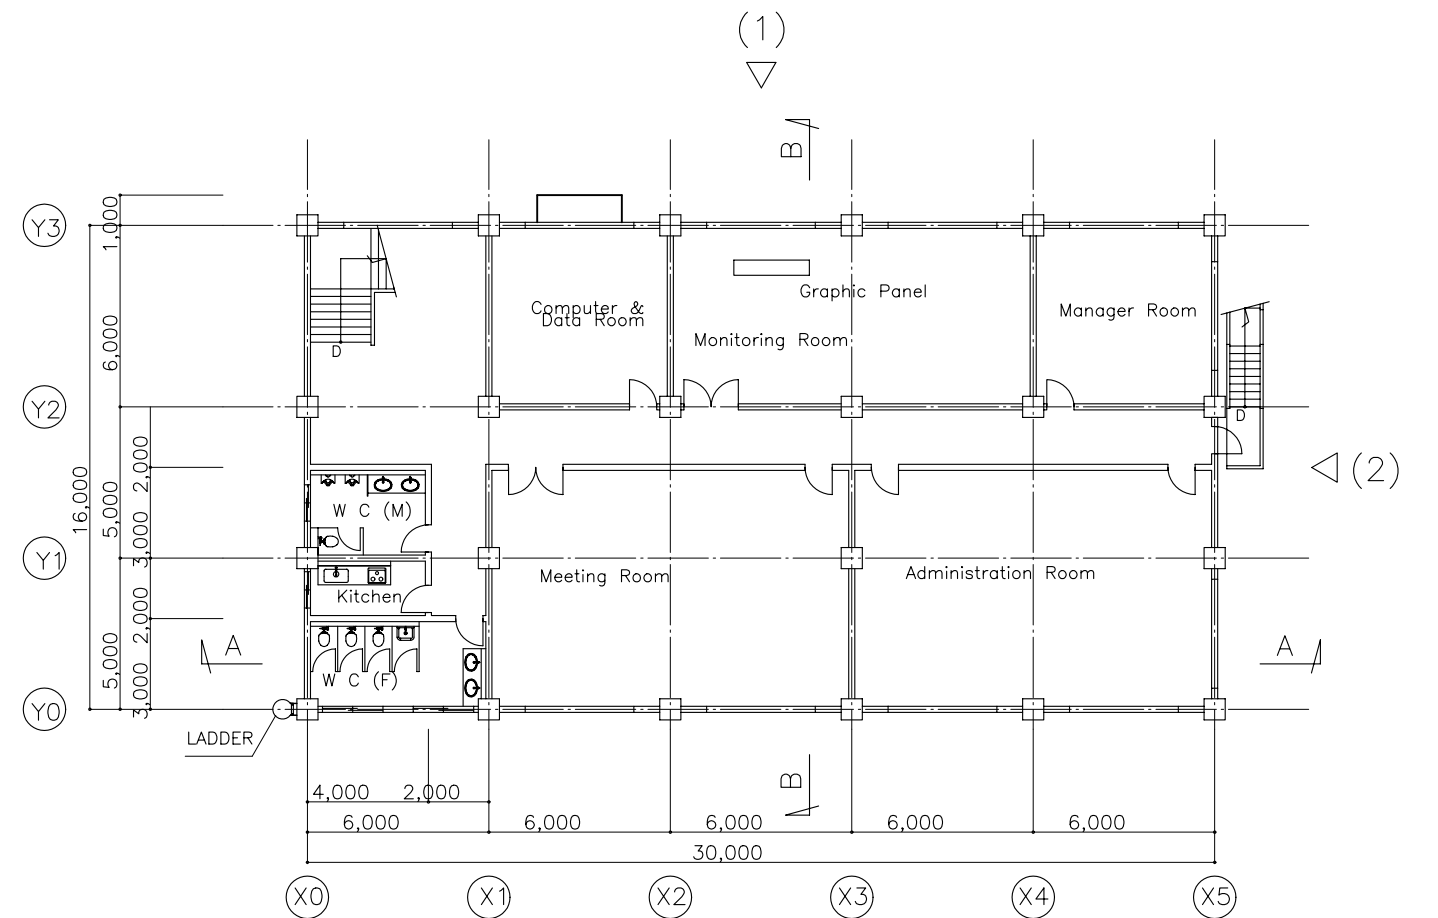 (1)
B
Y3
1,000
Graphic Panel
Computer &
Data Room
Manager Room
Monitoring Room
6,000
D
Y2
D
2,000
16,000
5,000
(2)
W C (M)
3,000
Y1
Meeting Room
Administration Room
Kitchen
2,000
5,000
A
A
W C (F)
3,000
Y0
LADDER
B
4,000 2,000
6,000 6,000 6,000 6,000 6,000
30,000
X0 X1 X2 X3 X4 X5